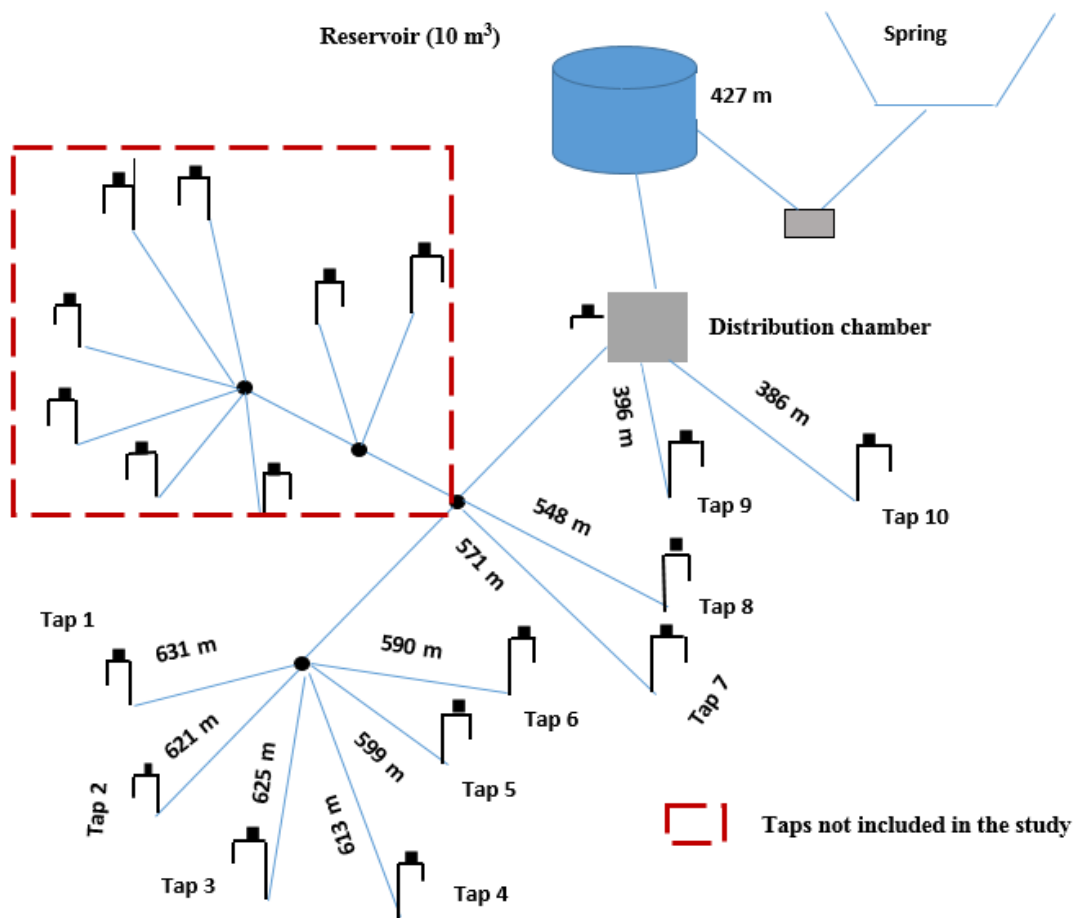 Reservoir (10 m³)
Spring
427 m
Distribution chamber
396 m
386 m
Tap 9
Tap 10
548 m
571 m
Tap 8
Tap 7
Tap 1
631 m
590 m
Tap 6
621 m
625 m
613 m
599 m
Tap 5
Tap 2
Tap 3
Tap 4
Taps not included in the study